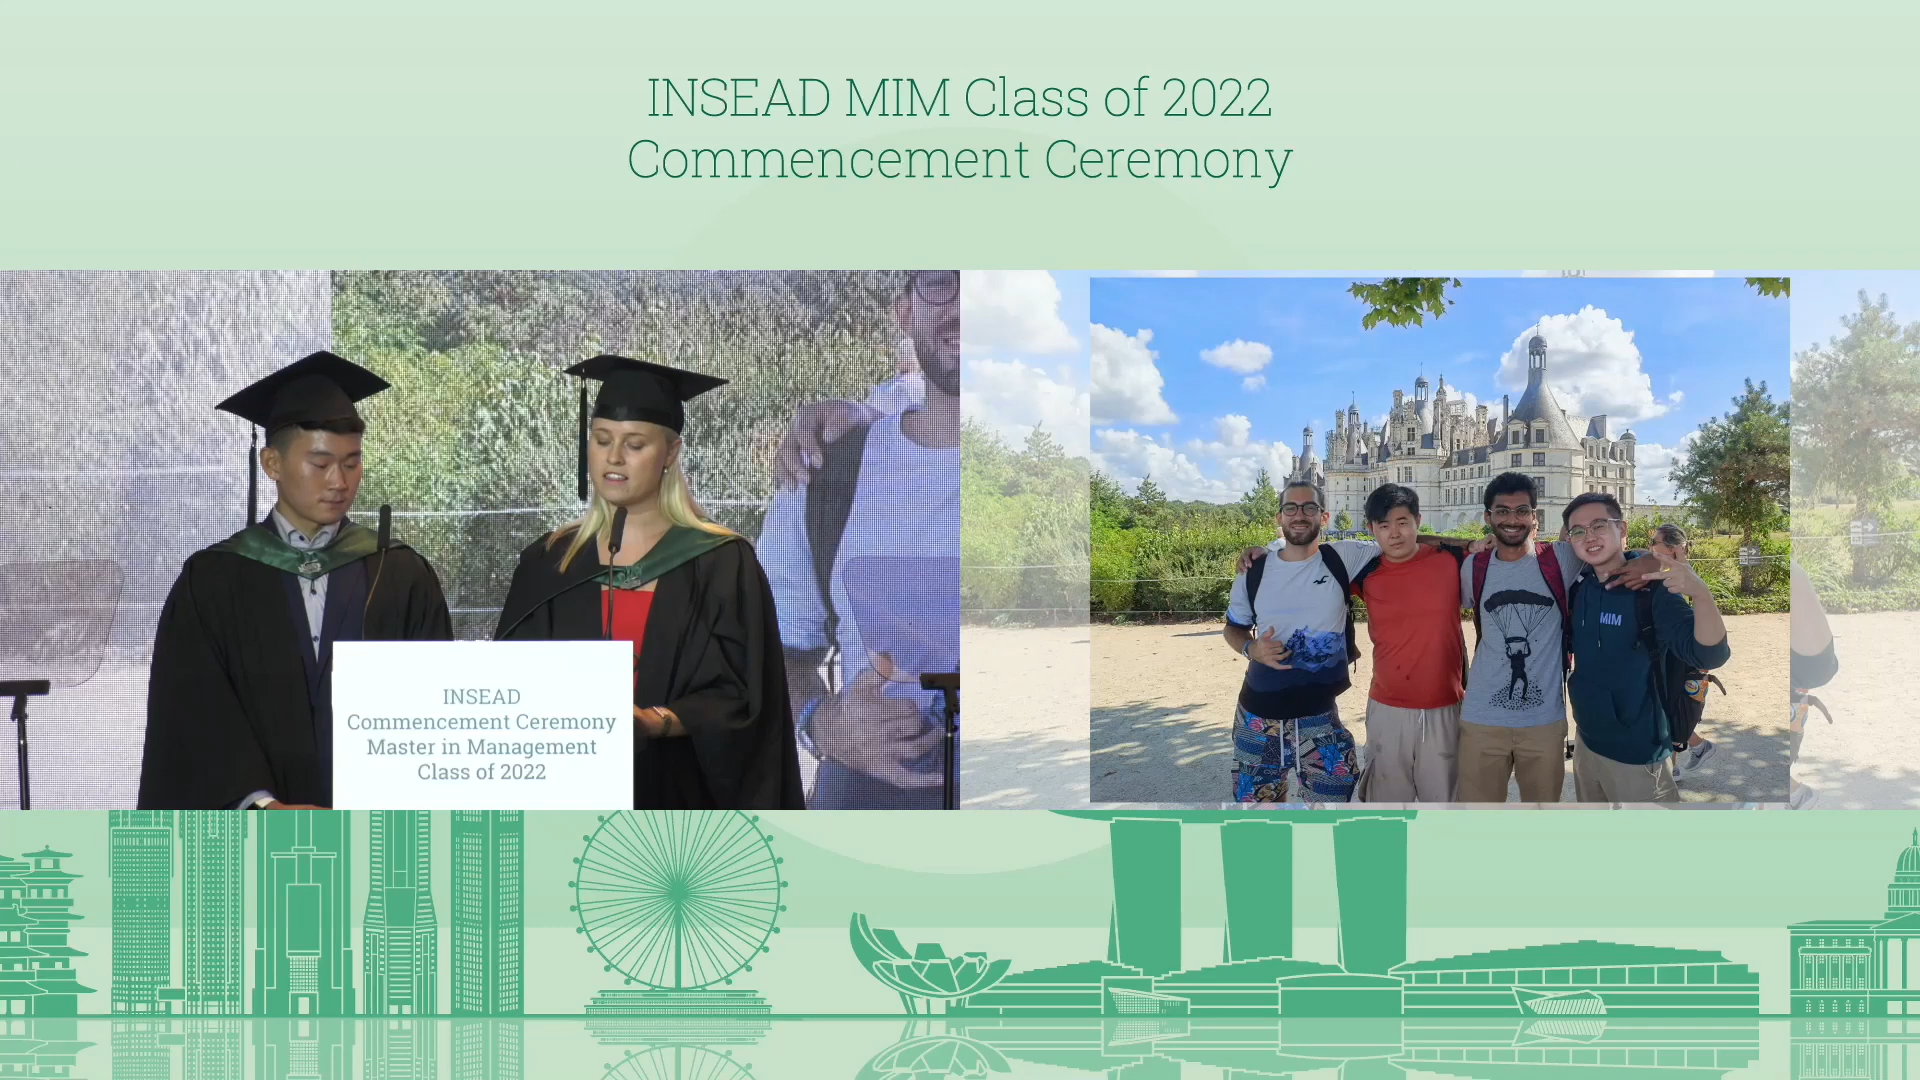 INSEAD MIM Class of 2022
Commencement Ceremony
INSEAD
Commencement Ceremony
Master in Management
Class of 2022
MIM